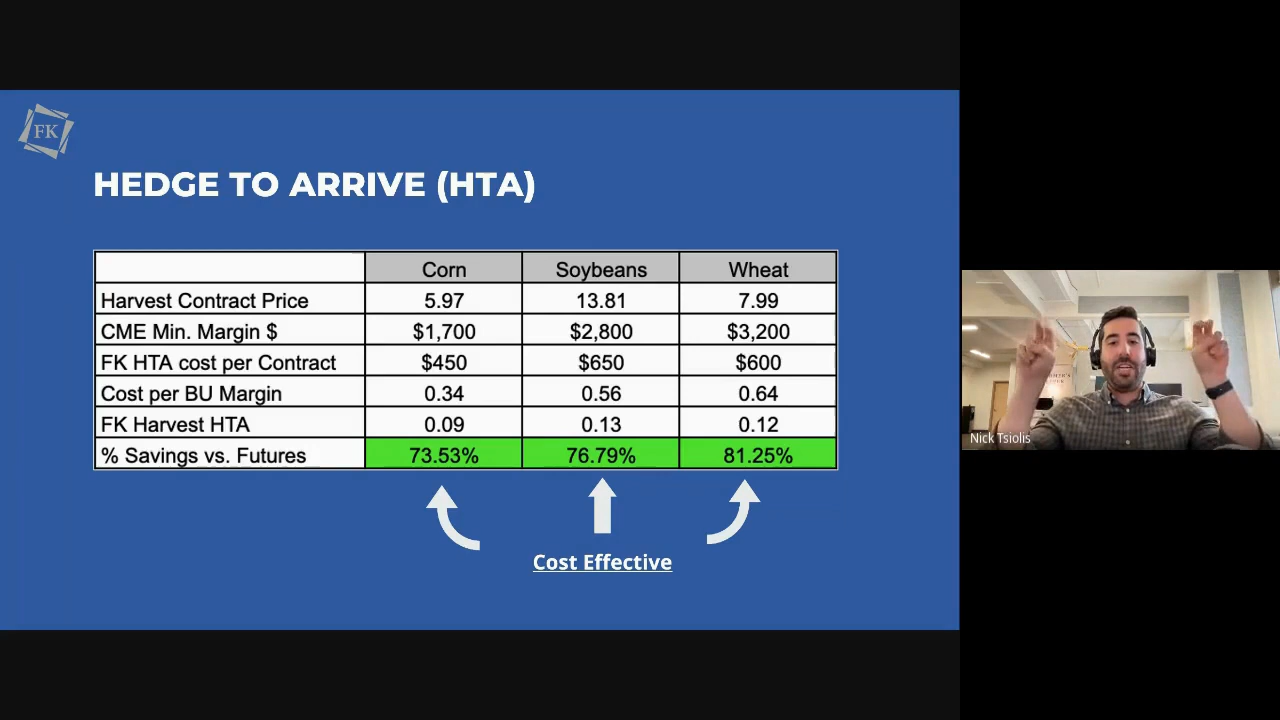 FK
HEDGE TO ARRIVE (HTA)
Corn Soybeans Wheat
Harvest Contract Price 5.97 13.81 7.99
CME Min. Margin $ $1,700 $2,800 $3,200
FK HTA cost per Contract $450 $650 $600
Cost per BU Margin 0.34 0.56 0.64
FK Harvest HTA 0.09 0.13 0.12
% Savings vs. Futures 73.53% 76.79% 81.25%
Cost Effective
Nick Tsiolis